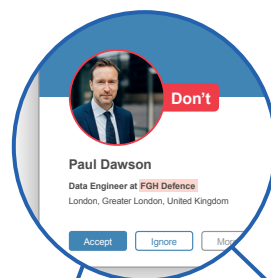 Don't
Paul Dawson
Data Engineer at FGH Defence
London, Greater London, United Kingdom
Accept
Ignore